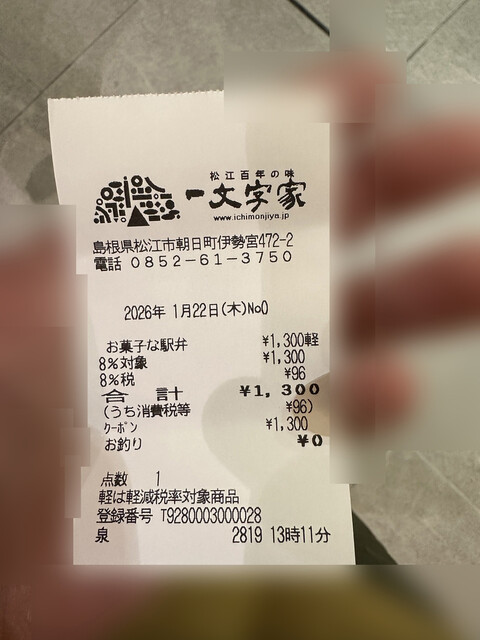 松江百年の味
一文字家
www.ichimonjiya.jp
島根県松江市朝日町伊勢宮472-2
電話 0852-61-3750
2026年 1月22日(木)No0
お菓子な駅弁 ¥1,300軽
8%対象 ¥1,300
8%税 ¥96
合 計 ¥1,300
(うち消費税等 ¥96)
クーポン ¥1,300
お釣り ¥0
点数 1
軽は軽減税率対象商品
登録番号 T9280003000028
泉 2819 13時11分